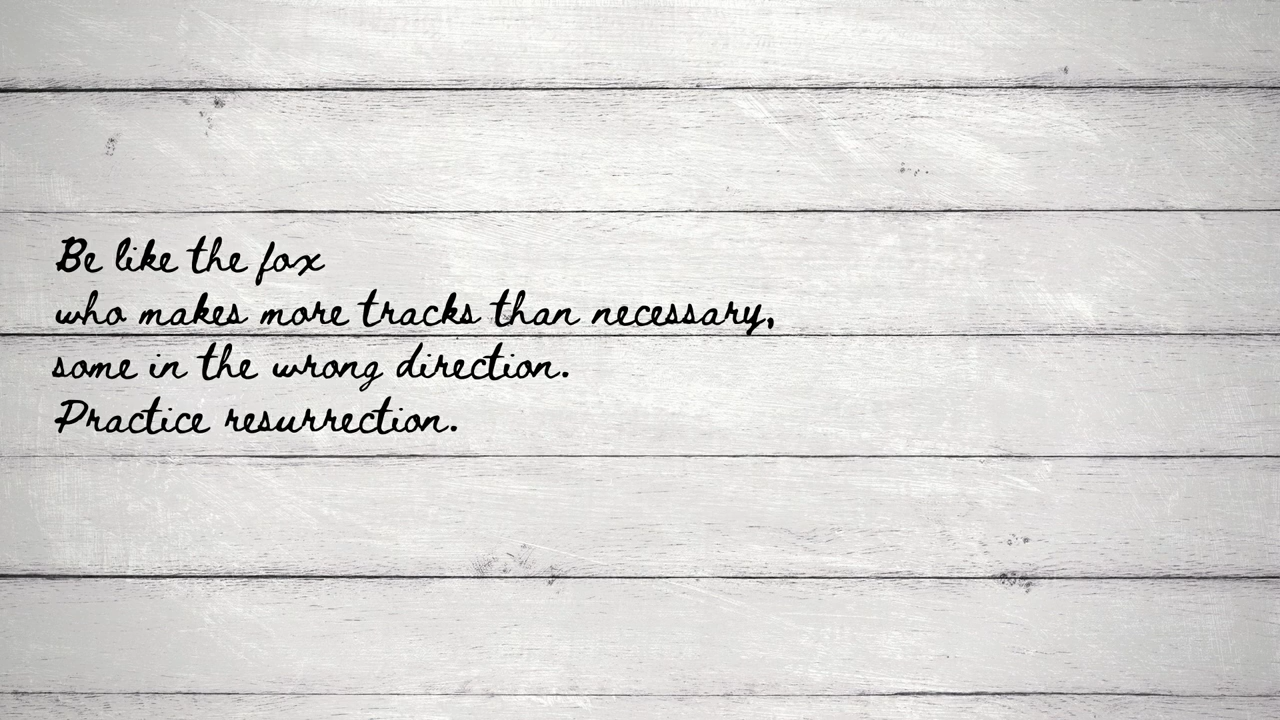 Be like the fox
who makes more tracks than necessary,
some in the wrong direction.
Practice resurrection.